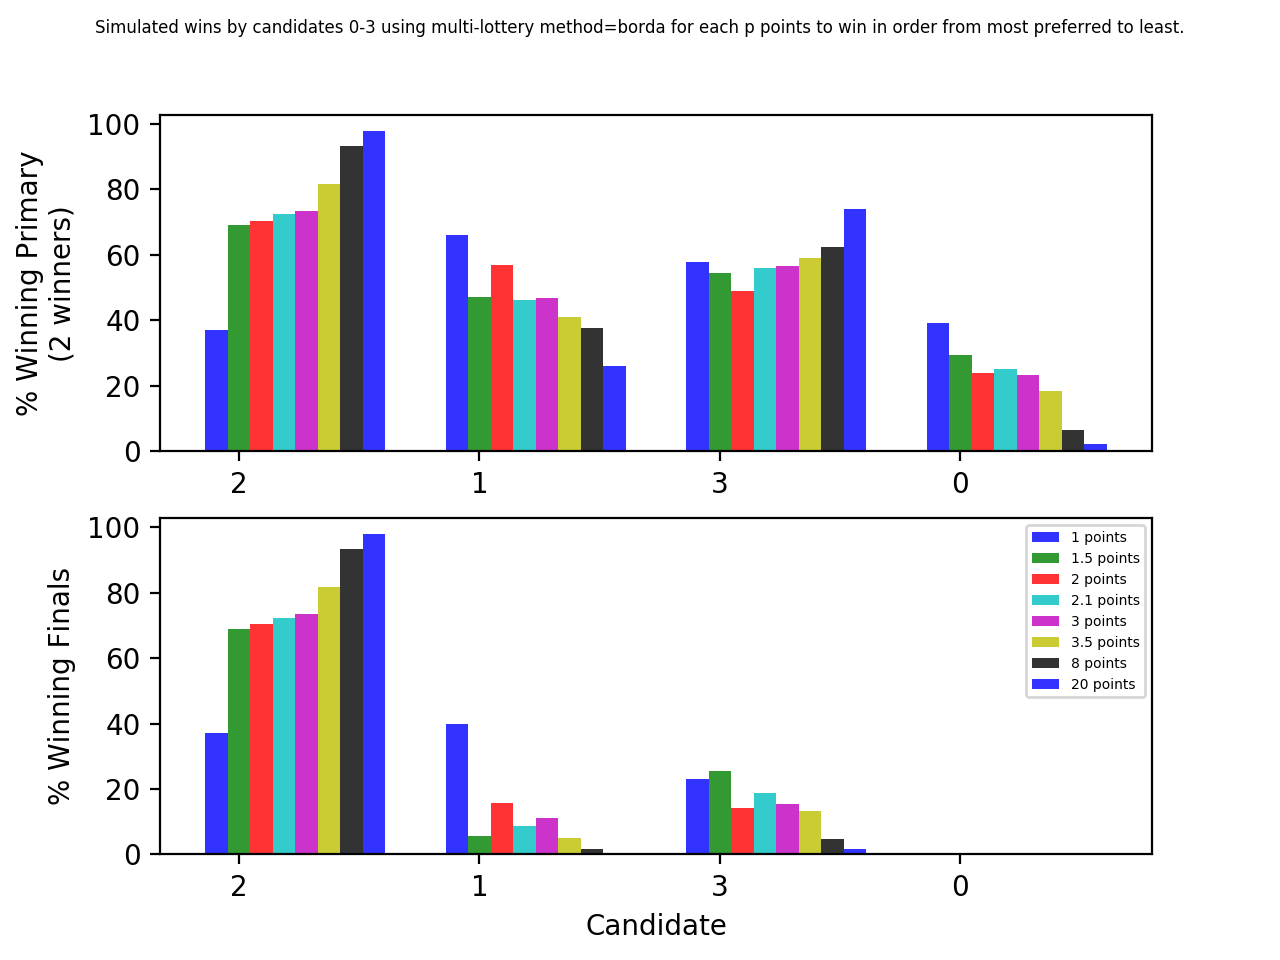 Simulated wins by candidates 0-3 using multi-lottery method=borda for each p points to win in order from most preferred to least.
% Winning Primary
(2 winners)
100
80
60
40
20
0
2 1 3 0
% Winning Finals
100
80
60
40
20
0
1 points
1.5 points
2 points
2.1 points
3 points
3.5 points
8 points
20 points
2 1 3 0
Candidate